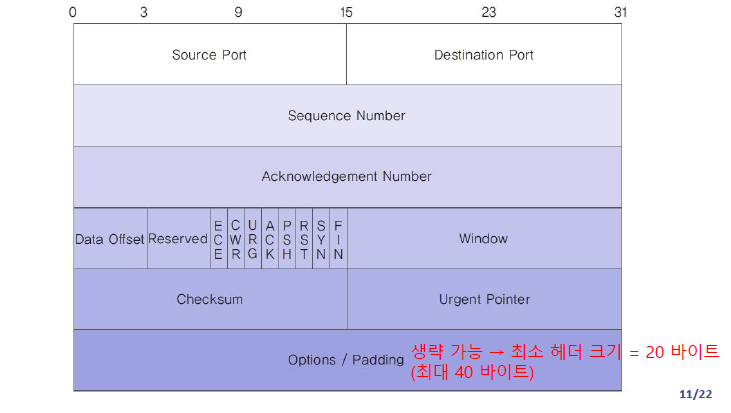 0 3 9 15 23 31
Source Port Destination Port
Sequence Number
Acknowledgement Number
Data Offset Reserved ECE CWR URG ACK PSH RST SYN FIN Window
Checksum Urgent Pointer
Options / Padding 생략 가능 → 최소 헤더 크기 = 20 바이트
(최대 40 바이트)
11/22